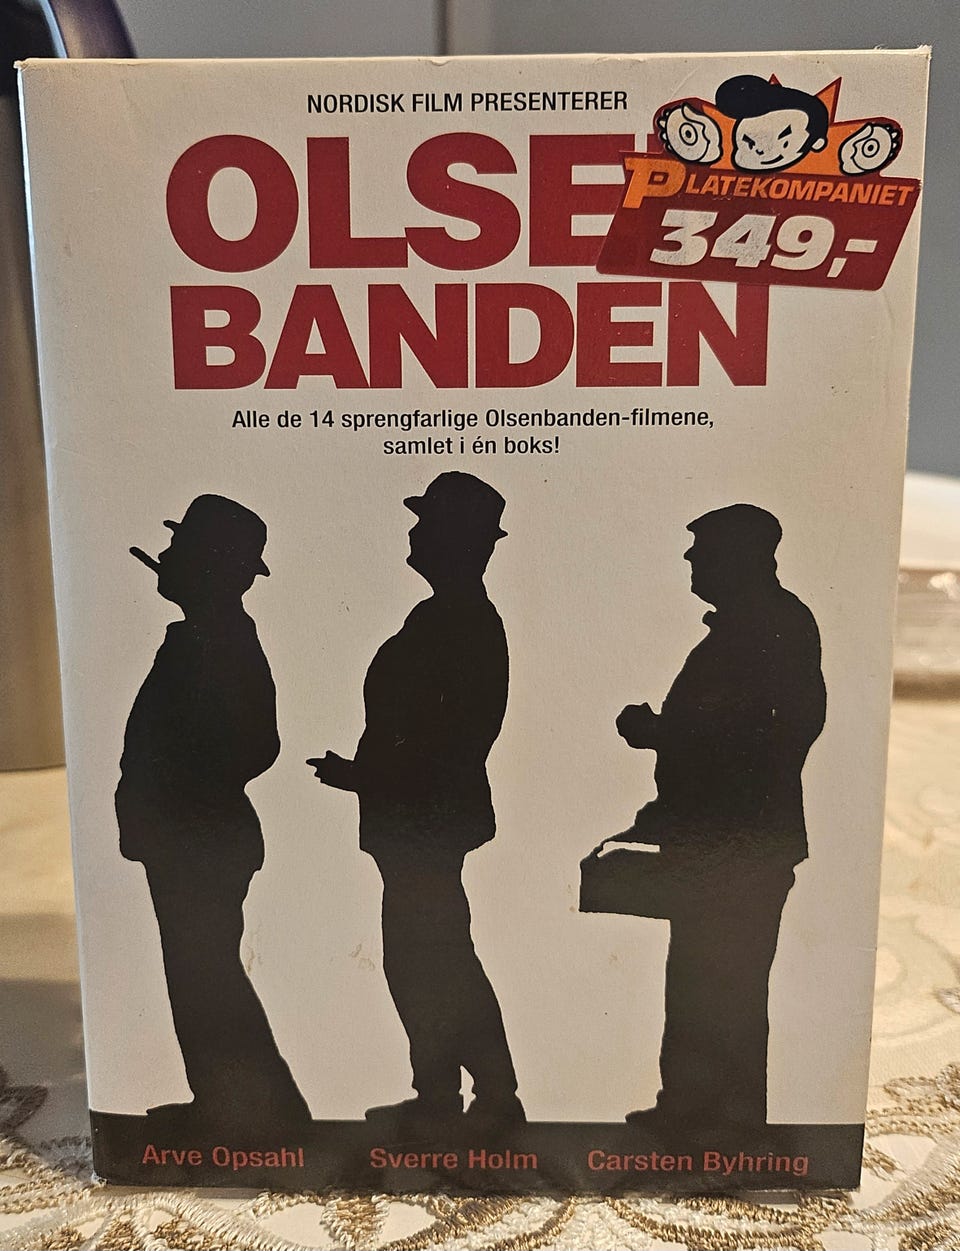 NORDISK FILM PRESENTERER
OLSE
BANDEN
PLATEKOMPANIET
349,-
Alle de 14 sprengfarlige Olsenbanden-filmene,
samlet i én boks!
Arve Opsahl Sverre Holm Carsten Byhring